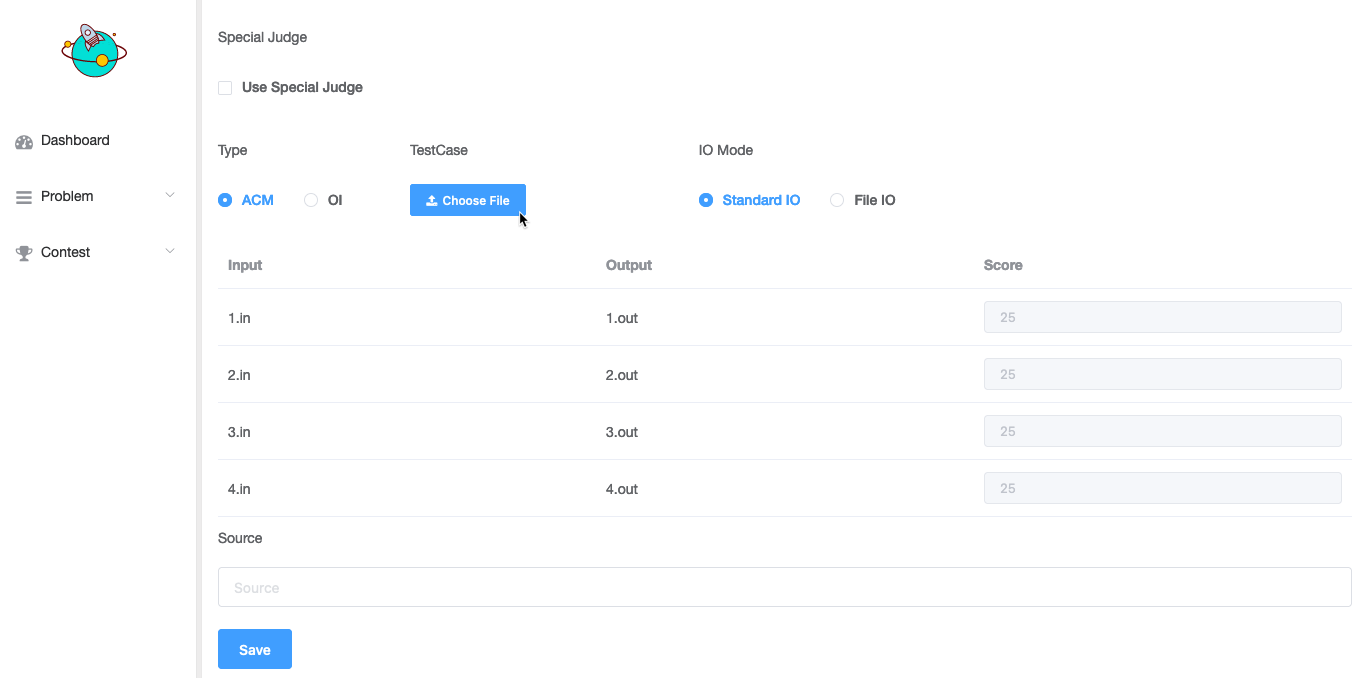 Special Judge
Use Special Judge
Dashboard
Type TestCase IO Mode
Problem
ACM OI Choose File Standard IO File IO
Contest
Input Output Score
1.in 1.out 25
2.in 2.out 25
3.in 3.out 25
4.in 4.out 25
Source
Source
Save